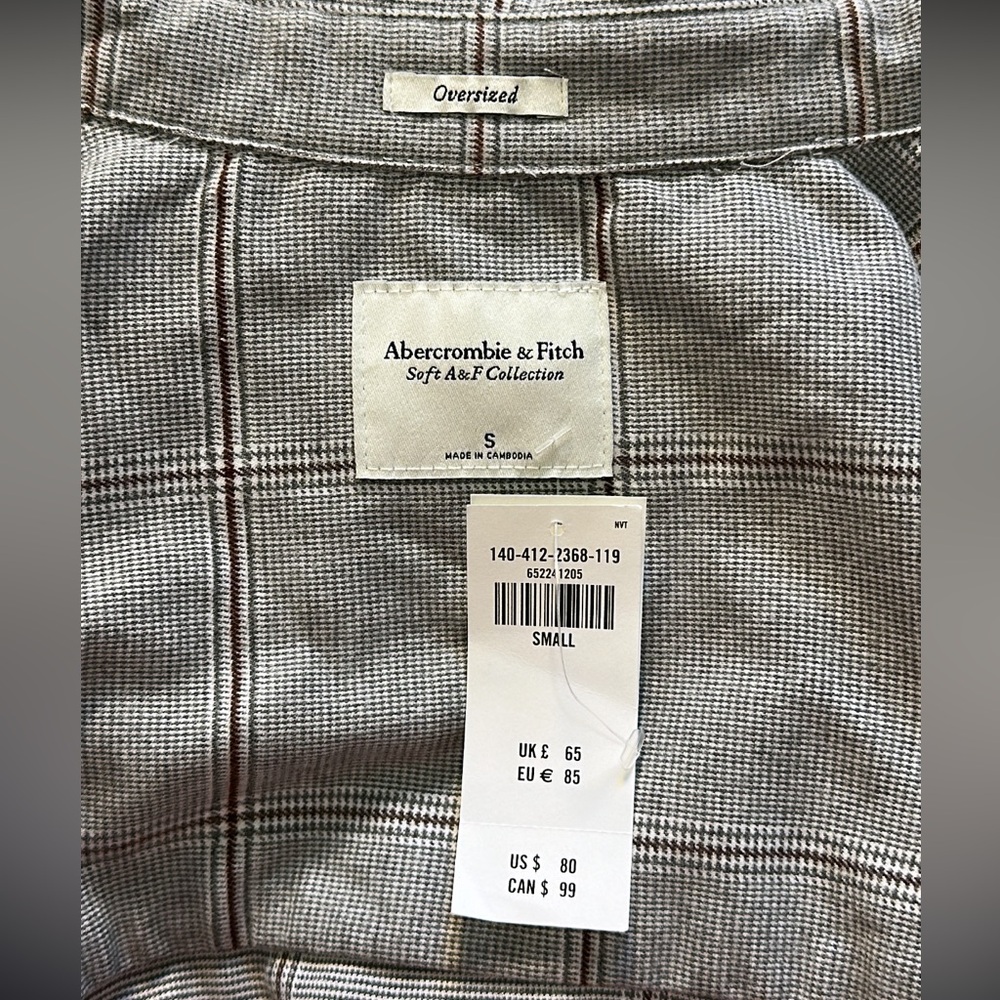 Oversized
Abercrombie & Fitch
Soft A&F Collection
S
MADE IN CAMBODIA
NVT
140-412-2368-119
652241205
SMALL
UK £ 65
EU € 85
US $ 80
CAN $ 99